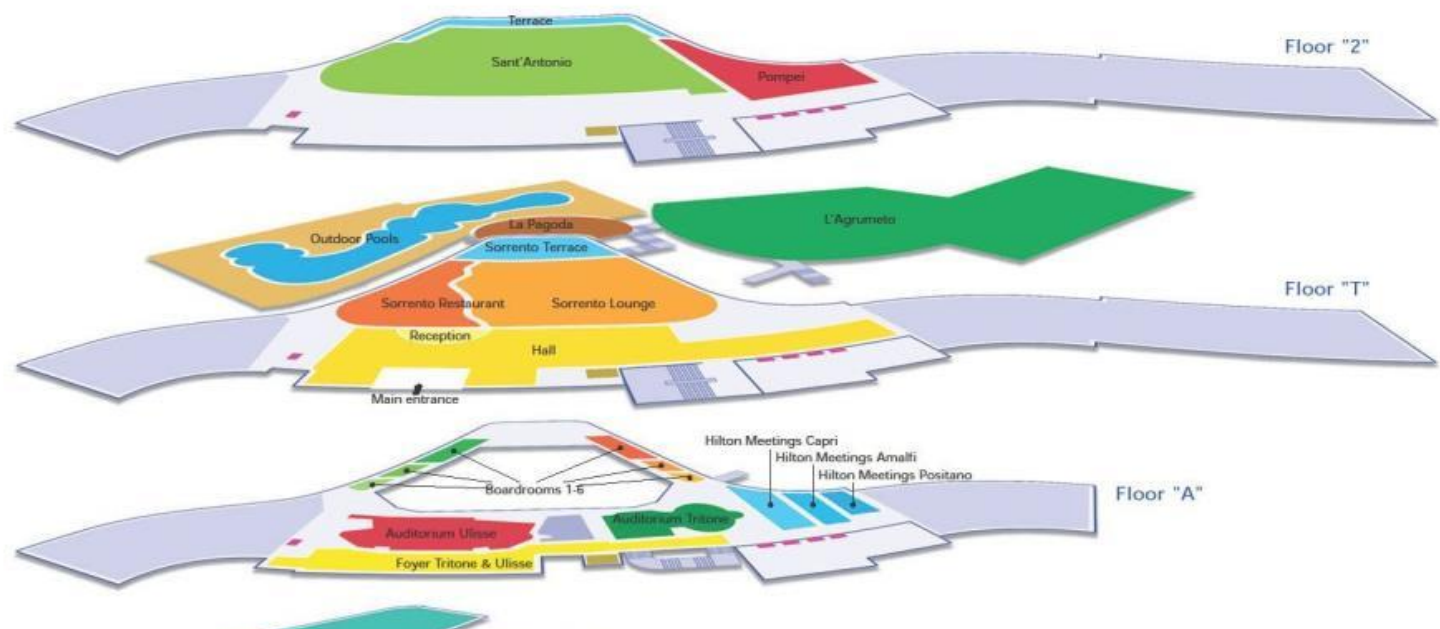 Terrace
Floor "2"
Sant'Antonio
Pompei
L'Agrumeto
La Pagoda
Outdoor Pools
Sorrento Terrace
Floor "T"
Sorrento Restaurant
Sorrento Lounge
Reception
Hall
Main entrance
Hilton Meetings Capri
Hilton Meetings Amalfi
Hilton Meetings Positano
Boardrooms 1-6
Floor "A"
Auditorium Tritone
Auditorium Ulisse
Foyer Tritone & Ulisse